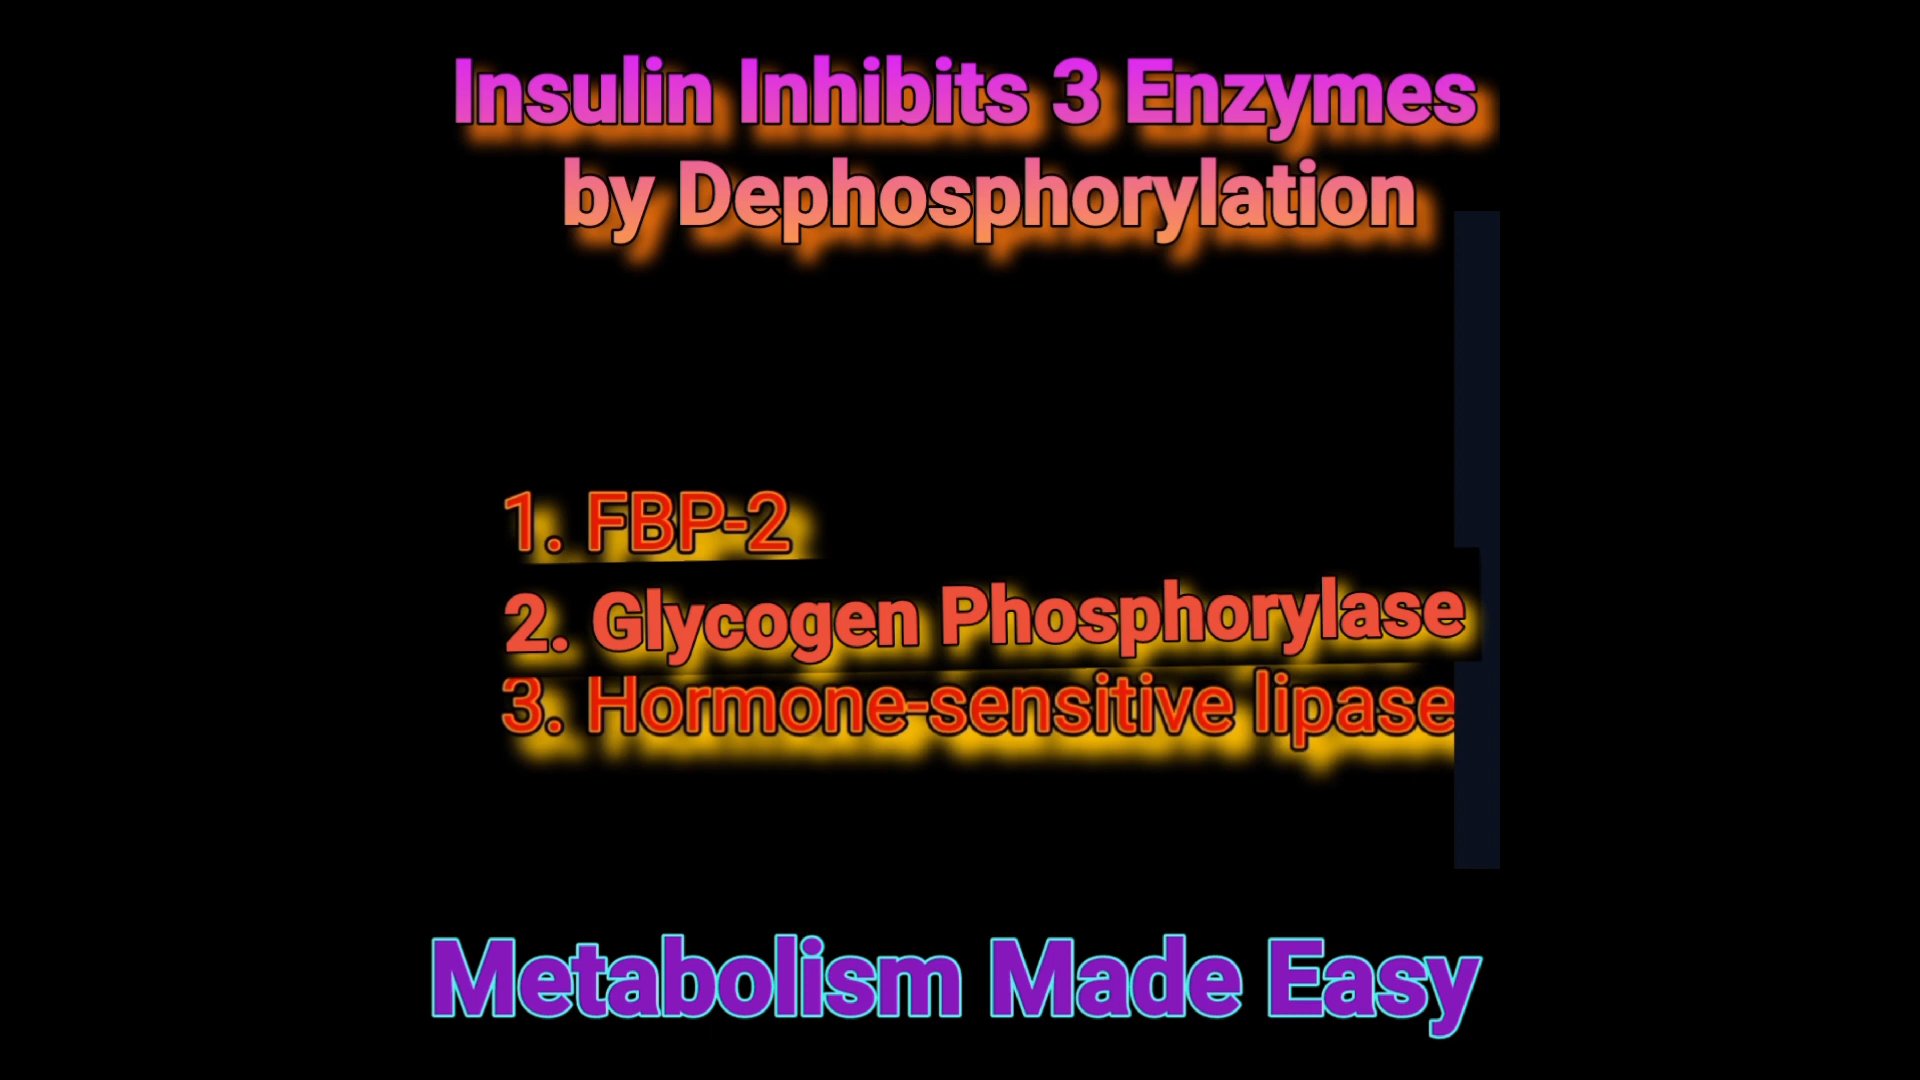 Insulin Inhibits 3 Enzymes
by Dephosphorylation
1. FBP-2
2. Glycogen Phosphorylase
3. Hormone-sensitive lipase
Metabolism Made Easy